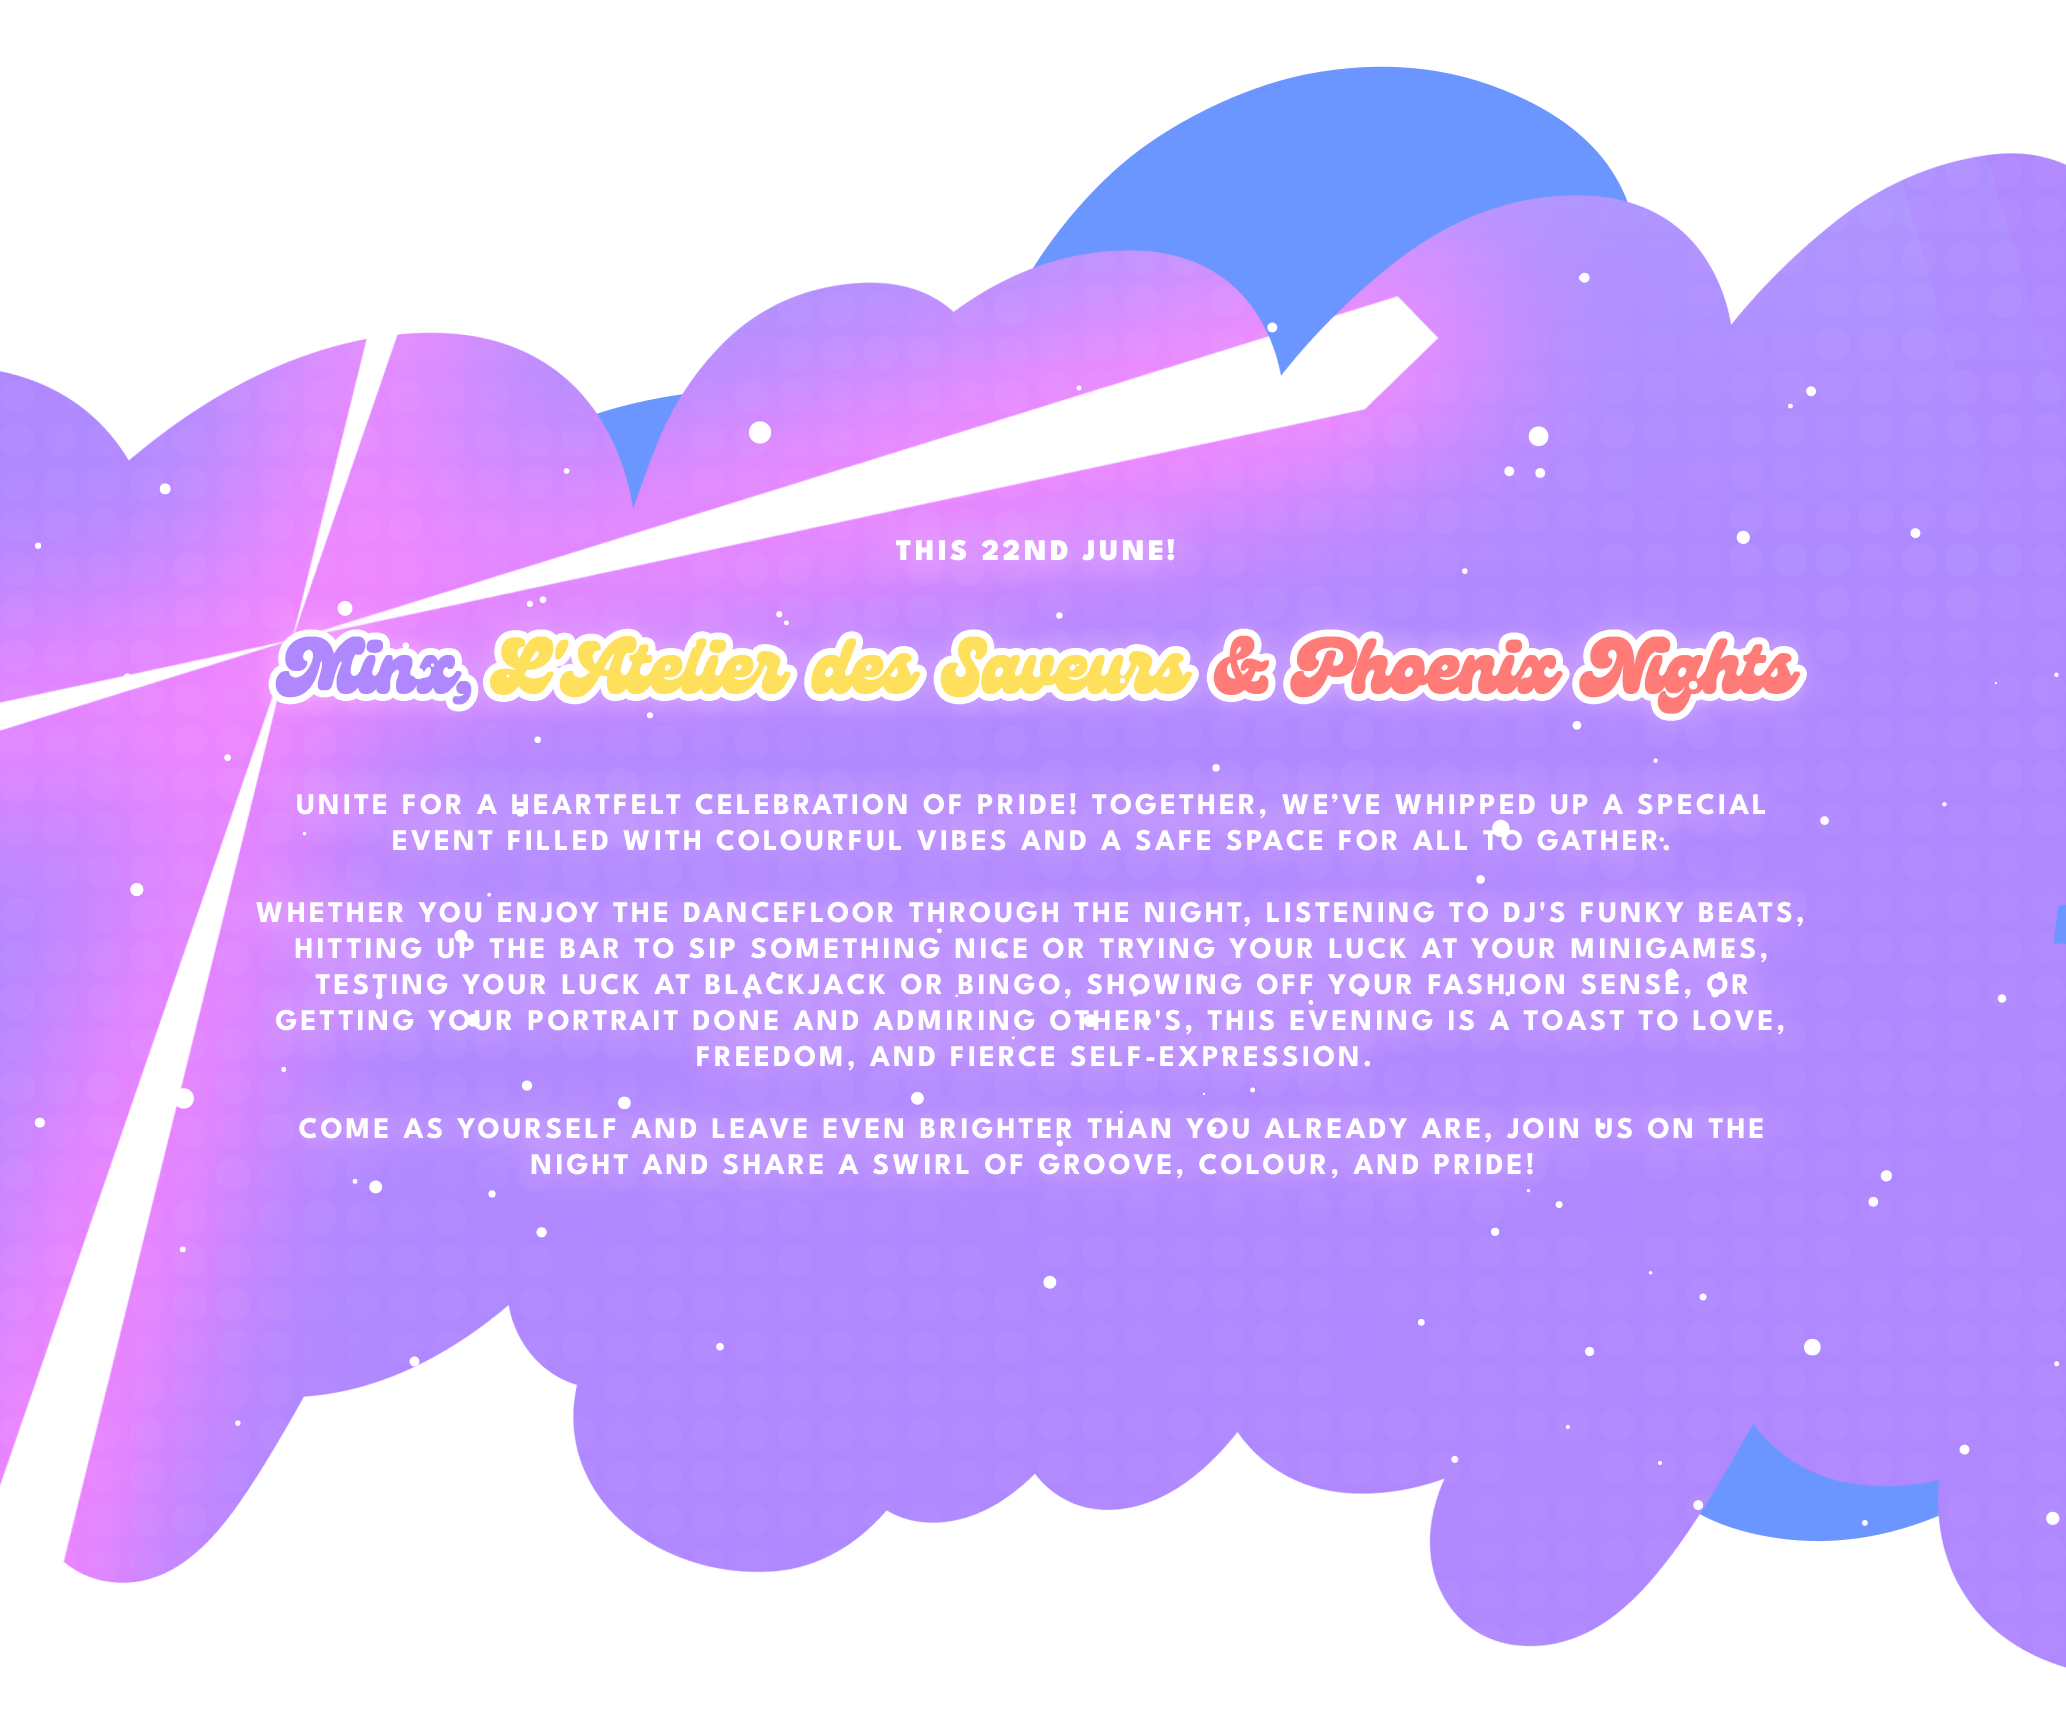 THIS 22ND JUNE!
Minx, L'Atelier des Saveurs & Phoenix Nights
UNITE FOR A HEARTFELT CELEBRATION OF PRIDE! TOGETHER, WE’VE WHIPPED UP A SPECIAL
EVENT FILLED WITH COLOURFUL VIBES AND A SAFE SPACE FOR ALL TO GATHER.
WHETHER YOU ENJOY THE DANCEFLOOR THROUGH THE NIGHT, LISTENING TO DJ'S FUNKY BEATS,
HITTING UP THE BAR TO SIP SOMETHING NICE OR TRYING YOUR LUCK AT YOUR MINIGAMES,
TESTING YOUR LUCK AT BLACKJACK OR BINGO, SHOWING OFF YOUR FASHION SENSE, OR
GETTING YOUR PORTRAIT DONE AND ADMIRING OTHER'S, THIS EVENING IS A TOAST TO LOVE,
FREEDOM, AND FIERCE SELF-EXPRESSION.
COME AS YOURSELF AND LEAVE EVEN BRIGHTER THAN YOU ALREADY ARE, JOIN US ON THE
NIGHT AND SHARE A SWIRL OF GROOVE, COLOUR, AND PRIDE!